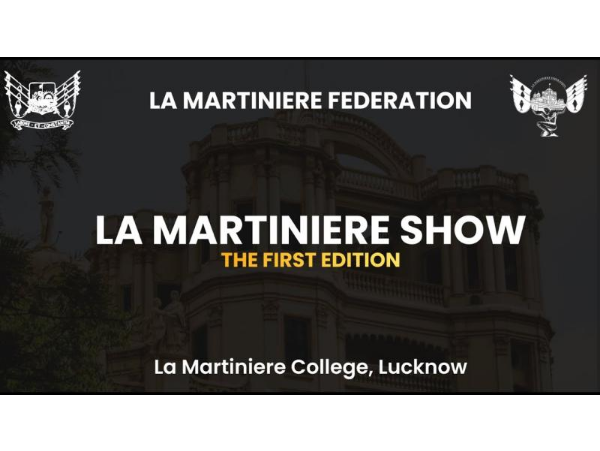 LA MARTINIERE FEDERATION
LABORE · ET · CONSTANTIA
LA MARTINIERE SHOW
THE FIRST EDITION
La Martiniere College, Lucknow